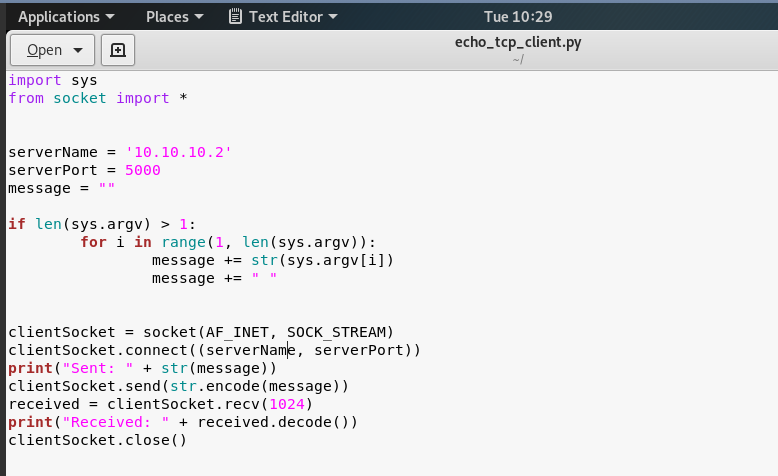 Applications Places Text Editor Tue 10:29
Open echo_tcp_client.py
~/
import sys
from socket import *
serverName = '10.10.10.2'
serverPort = 5000
message = ""
if len(sys.argv) > 1:
        for i in range(1, len(sys.argv)):
                message += str(sys.argv[i])
                message += " "
clientSocket = socket(AF_INET, SOCK_STREAM)
clientSocket.connect((serverName, serverPort))
print("Sent: " + str(message))
clientSocket.send(str.encode(message))
received = clientSocket.recv(1024)
print("Received: " + received.decode())
clientSocket.close()